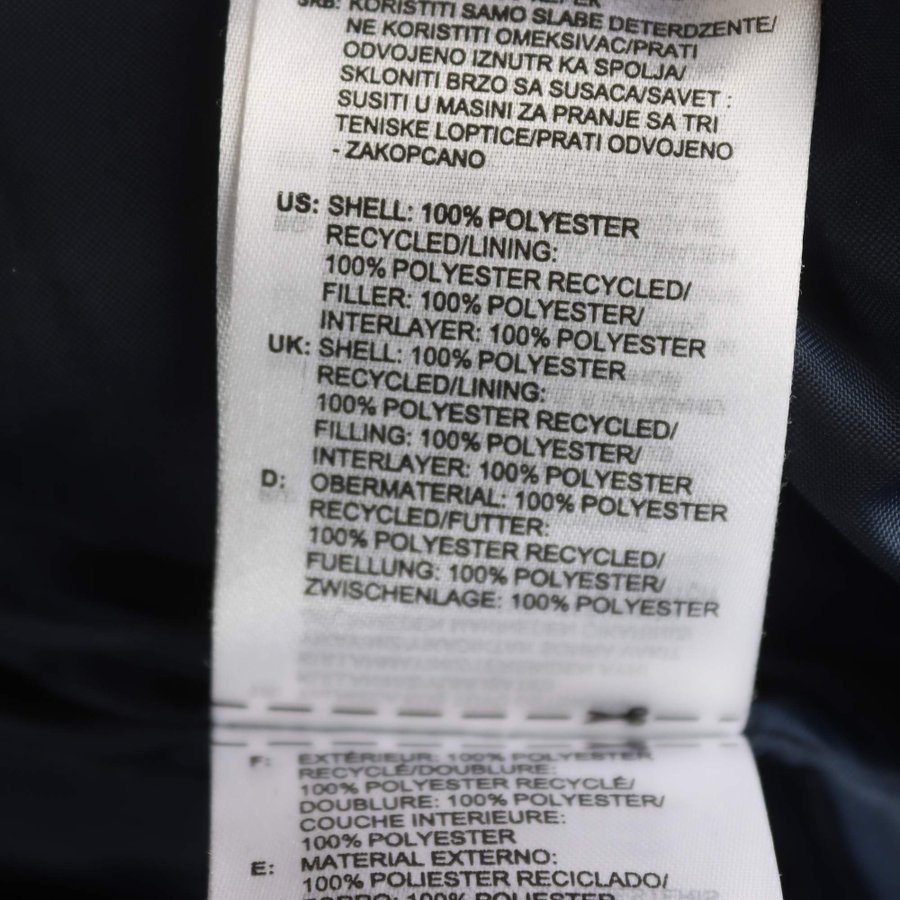 SRB: KORISTITI SAMO SLABE DETERDZENTE/
NE KORISTITI OMEKSIVAC/PRATI
ODVOJENO IZNUTR KA SPOLJA/
SKLONITI BRZO SA SUSACA/SAVET :
SUSITI U MASINI ZA PRANJE SA TRI
TENISKE LOPTICE/PRATI ODVOJENO
- ZAKOPCANO
US: SHELL: 100% POLYESTER
RECYCLED/LINING:
100% POLYESTER RECYCLED/
FILLER: 100% POLYESTER/
INTERLAYER: 100% POLYESTER
UK: SHELL: 100% POLYESTER
RECYCLED/LINING:
100% POLYESTER RECYCLED/
FILLING: 100% POLYESTER/
INTERLAYER: 100% POLYESTER
D: OBERMATERIAL: 100% POLYESTER
RECYCLED/FUTTER:
100% POLYESTER RECYCLED/
FUELLUNG: 100% POLYESTER/
ZWISCHENLAGE: 100% POLYESTER
F: EXTÉRIEUR: 100% POLYESTER
RECYCLÉ/DOUBLURE:
100% POLYESTER RECYCLÉ/
DOUBLURE: 100% POLYESTER/
COUCHE INTERIEURE:
100% POLYESTER
E: MATERIAL EXTERNO:
100% POLIESTER RECICLADO/
FORRO: 100% POLIESTER